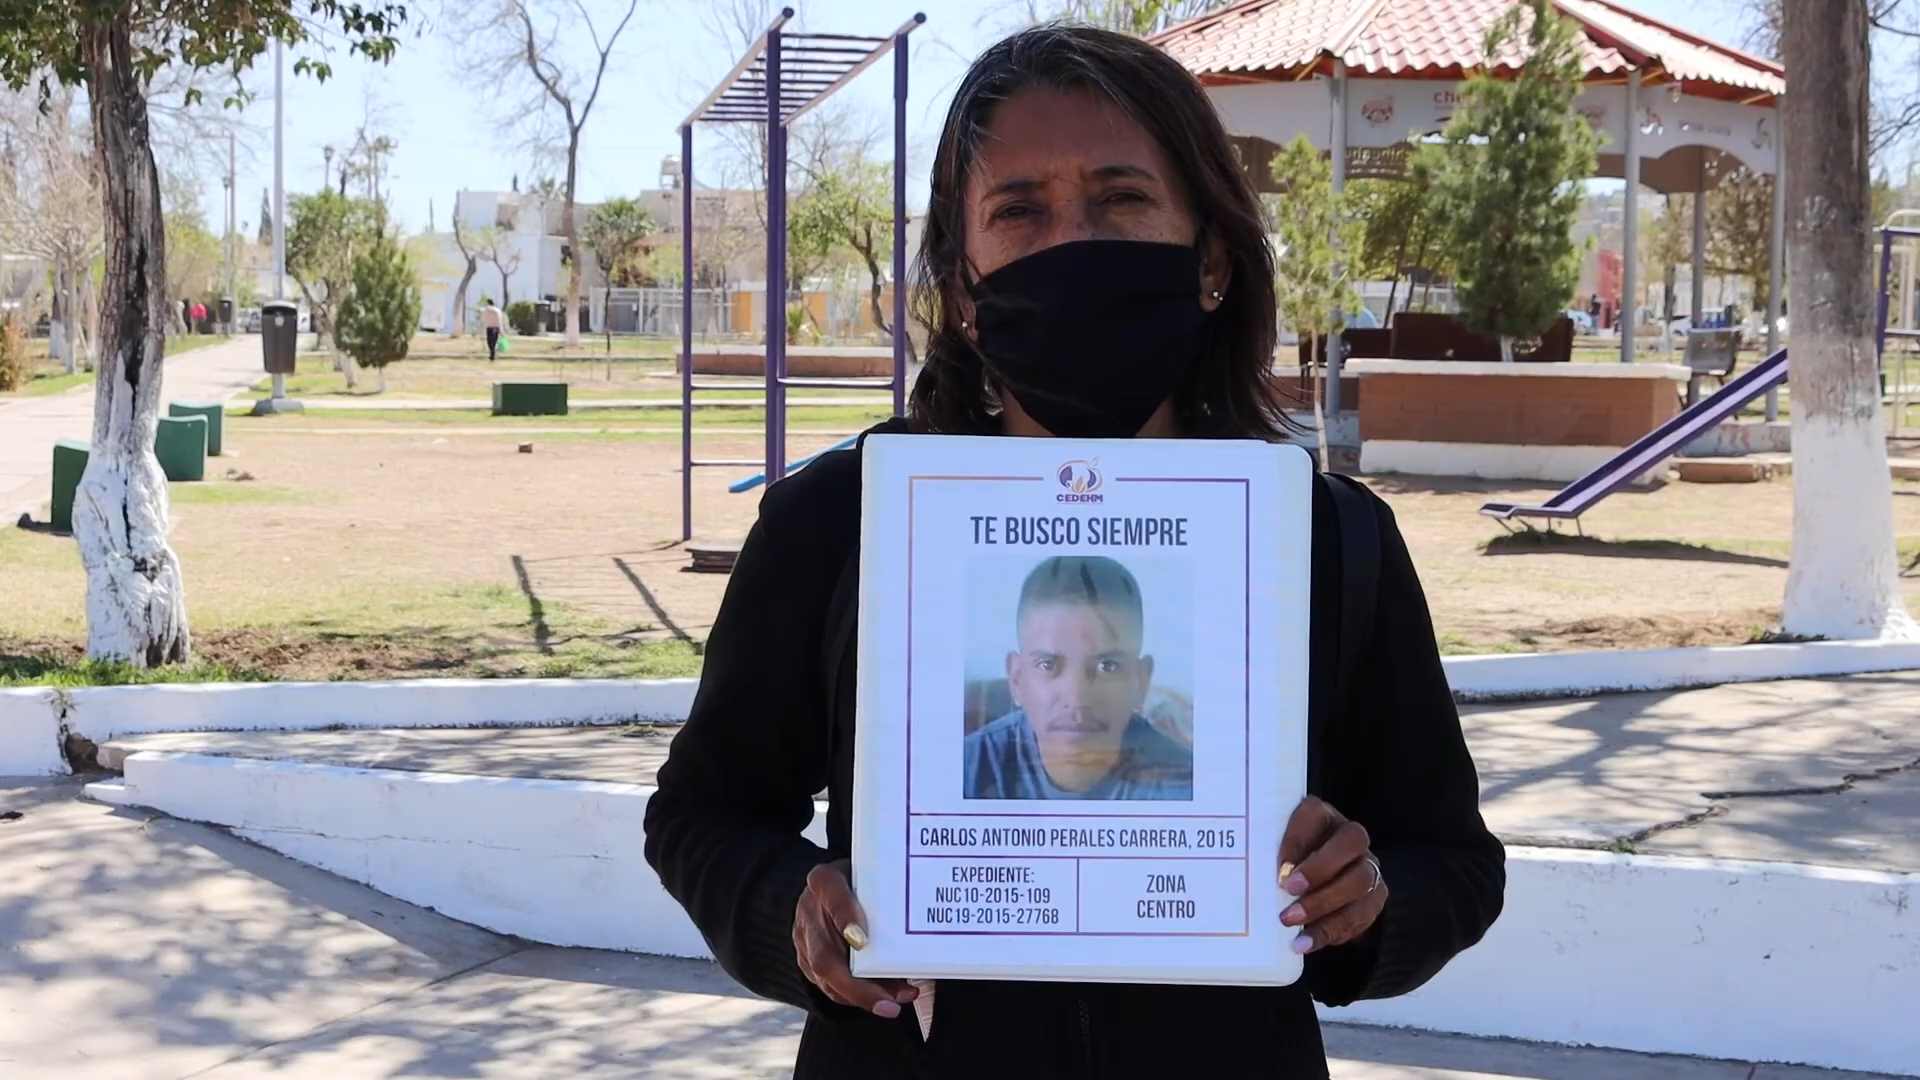 CEDEHM
TE BUSCO SIEMPRE
CARLOS ANTONIO PERALES CARRERA, 2015
EXPEDIENTE:
NUC10-2015-109
NUC19-2015-27768
ZONA
CENTRO